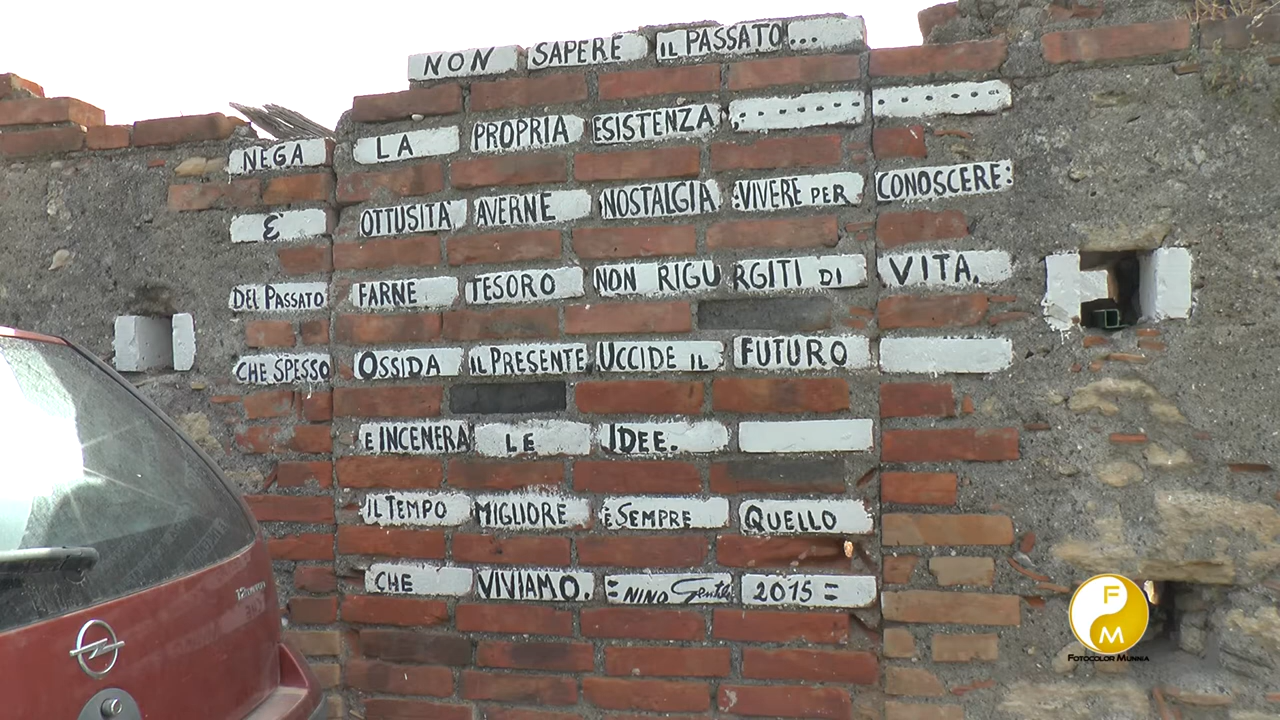 NON SAPERE IL PASSATO...
NEGA LA PROPRIA ESISTENZA, ..............
È OTTUSITÀ AVERNE NOSTALGIA :VIVERE PER CONOSCERE:
DEL PASSATO FARNE TESORO NON RIGURGITI DI VITA.
CHE SPESSO OSSIDA IL PRESENTE UCCIDE IL FUTURO
E INCENERA LE IDEE.
IL TEMPO MIGLIORE È SEMPRE QUELLO
CHE VIVIAMO. = NINO Gentile 2015 =
F M
FOTOCOLOR MUNNIA